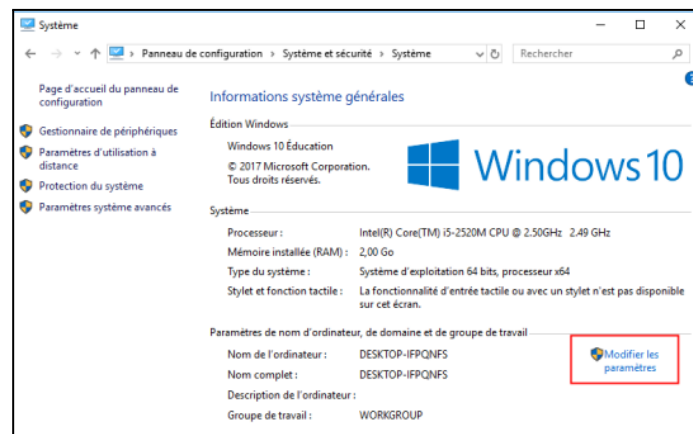 Système
Panneau de configuration › Système et sécurité › Système
Rechercher
Page d'accueil du panneau de
configuration
Gestionnaire de périphériques
Paramètres d'utilisation à
distance
Protection du système
Paramètres système avancés
Informations système générales
Édition Windows
Windows 10 Éducation
© 2017 Microsoft Corporation.
Tous droits réservés.
Windows 10
Système
Processeur : Intel(R) Core(TM) i5-2520M CPU @ 2.50GHz 2.49 GHz
Mémoire installée (RAM) : 2,00 Go
Type du système : Système d'exploitation 64 bits, processeur x64
Stylet et fonction tactile : La fonctionnalité d'entrée tactile ou avec un stylet n'est pas disponible
sur cet écran.
Paramètres de nom d'ordinateur, de domaine et de groupe de travail
Nom de l'ordinateur : DESKTOP-IFPQNFS
Modifier les
paramètres
Nom complet : DESKTOP-IFPQNFS
Description de l'ordinateur :
Groupe de travail : WORKGROUP